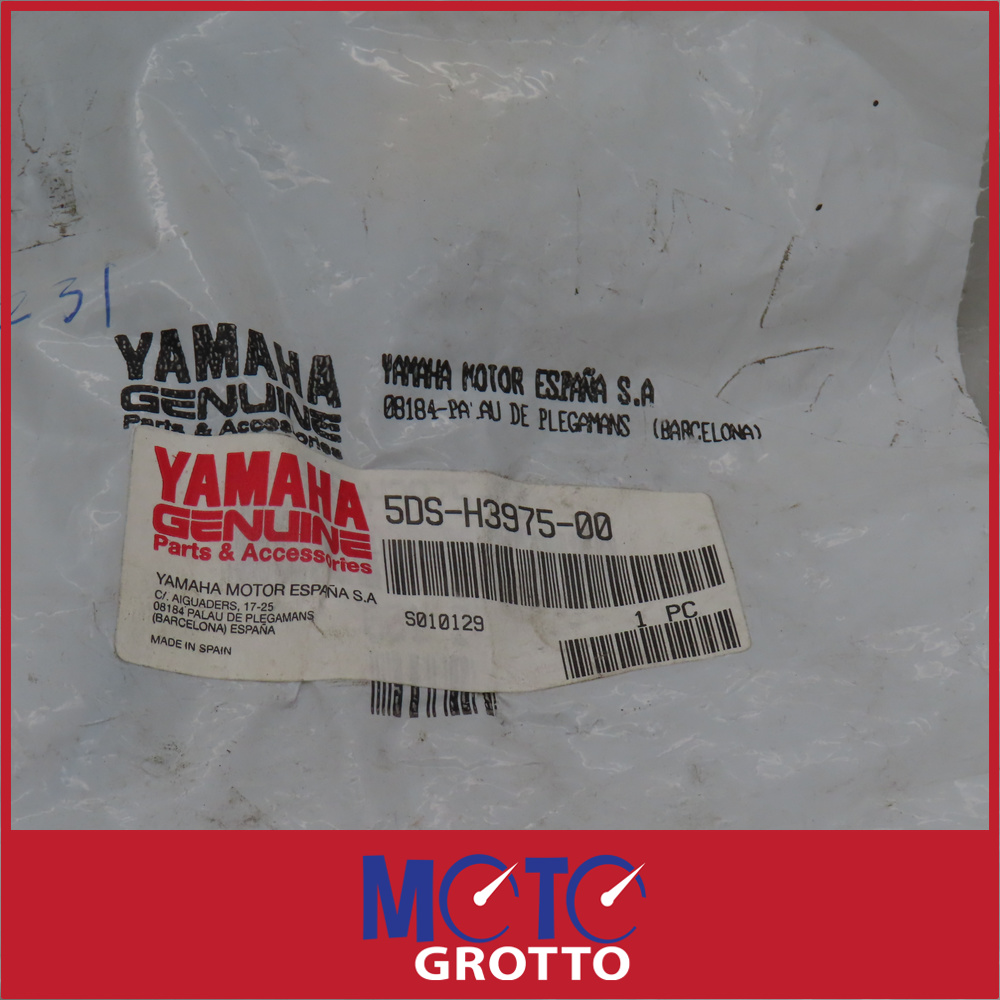 231
YAMAHA
GENUINE
Parts & Accessories
YAMAHA MOTOR ESPAÑA S.A
08184-PALAU DE PLEGAMANS (BARCELONA)
YAMAHA
GENUINE
Parts & Accessories
YAMAHA MOTOR ESPAÑA S.A
C/. AIGUADERS, 17-25
08184 PALAU DE PLEGAMANS
(BARCELONA) ESPAÑA
MADE IN SPAIN
5DS-H3975-00
S010129
1 PC
MOTO
GROTTO